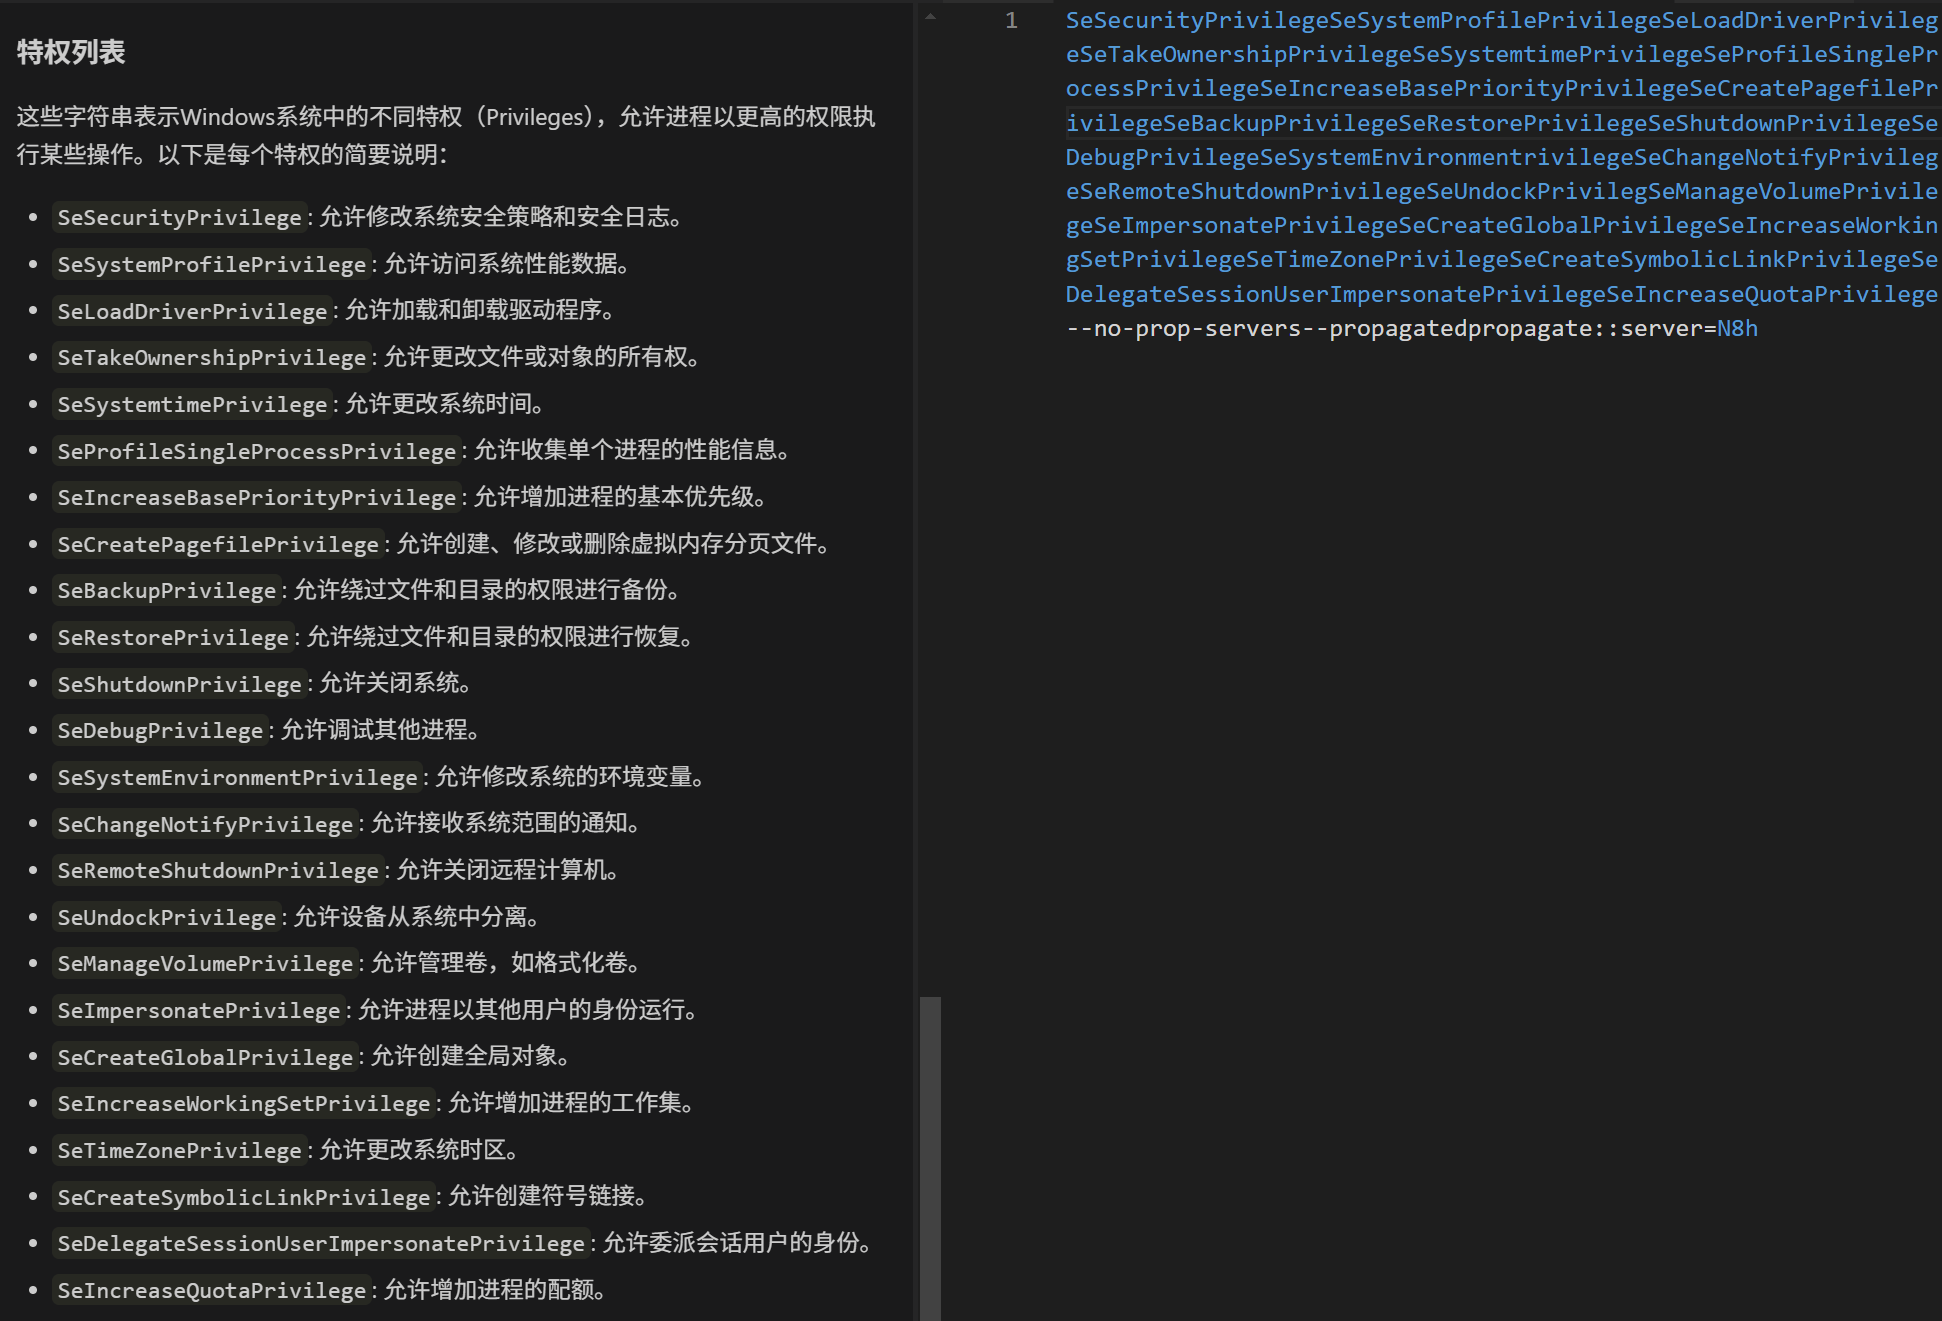 特权列表
这些字符串表示Windows系统中的不同特权（Privileges），允许进程以更高的权限执
行某些操作。以下是每个特权的简要说明：
SeSecurityPrivilege: 允许修改系统安全策略和安全日志。
SeSystemProfilePrivilege: 允许访问系统性能数据。
SeLoadDriverPrivilege: 允许加载和卸载驱动程序。
SeTakeOwnershipPrivilege: 允许更改文件或对象的所有权。
SeSystemtimePrivilege: 允许更改系统时间。
SeProfileSingleProcessPrivilege: 允许收集单个进程的性能信息。
SeIncreaseBasePriorityPrivilege: 允许增加进程的基本优先级。
SeCreatePagefilePrivilege: 允许创建、修改或删除虚拟内存分页文件。
SeBackupPrivilege: 允许绕过文件和目录的权限进行备份。
SeRestorePrivilege: 允许绕过文件和目录的权限进行恢复。
SeShutdownPrivilege: 允许关闭系统。
SeDebugPrivilege: 允许调试其他进程。
SeSystemEnvironmentPrivilege: 允许修改系统的环境变量。
SeChangeNotifyPrivilege: 允许接收系统范围的通知。
SeRemoteShutdownPrivilege: 允许关闭远程计算机。
SeUndockPrivilege: 允许设备从系统中分离。
SeManageVolumePrivilege: 允许管理卷，如格式化卷。
SeImpersonatePrivilege: 允许进程以其他用户的身份运行。
SeCreateGlobalPrivilege: 允许创建全局对象。
SeIncreaseWorkingSetPrivilege: 允许增加进程的工作集。
SeTimeZonePrivilege: 允许更改系统时区。
SeCreateSymbolicLinkPrivilege: 允许创建符号链接。
SeDelegateSessionUserImpersonatePrivilege: 允许委派会话用户的身份。
SeIncreaseQuotaPrivilege: 允许增加进程的配额。
1
SeSecurityPrivilegeSeSystemProfilePrivilegeSeLoadDriverPrivileg
eSeTakeOwnershipPrivilegeSeSystemtimePrivilegeSeProfileSinglePr
ocessPrivilegeSeIncreaseBasePriorityPrivilegeSeCreatePagefilePr
ivilegeSeBackupPrivilegeSeRestorePrivilegeSeShutdownPrivilegeSe
DebugPrivilegeSeSystemEnvironmentrivilegeSeChangeNotifyPrivileg
eSeRemoteShutdownPrivilegeSeUndockPrivilegSeManageVolumePrivile
geSeImpersonatePrivilegeSeCreateGlobalPrivilegeSeIncreaseWorkin
gSetPrivilegeSeTimeZonePrivilegeSeCreateSymbolicLinkPrivilegeSe
DelegateSessionUserImpersonatePrivilegeSeIncreaseQuotaPrivilege
--no-prop-servers--propagatedpropagate::server=N8h